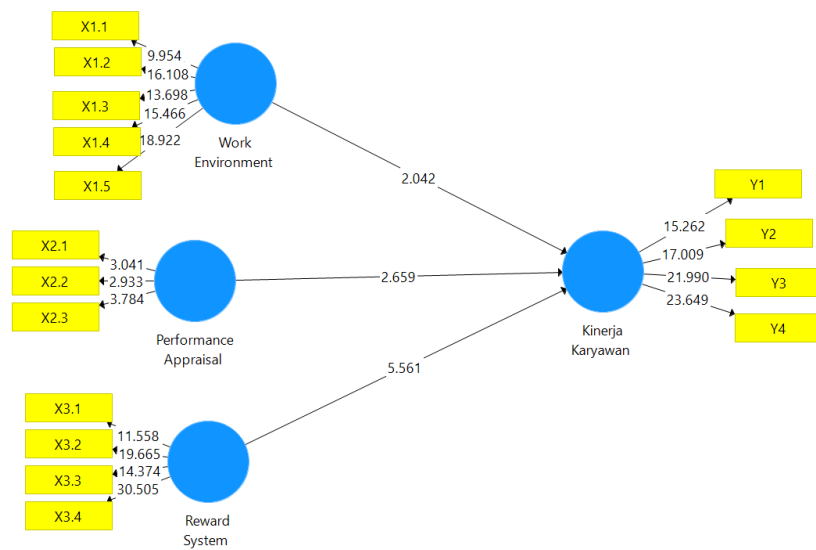 X1.1
9.954
X1.2
16.108
X1.3
13.698
15.466
X1.4
18.922
X1.5
Work
Environment
2.042
X2.1
3.041
X2.2
2.933
X2.3
3.784
Performance
Appraisal
2.659
X3.1
11.558
X3.2
19.665
X3.3
14.374
30.505
X3.4
Reward
System
5.561
Kinerja
Karyawan
Y1
15.262
Y2
17.009
21.990
Y3
23.649
Y4